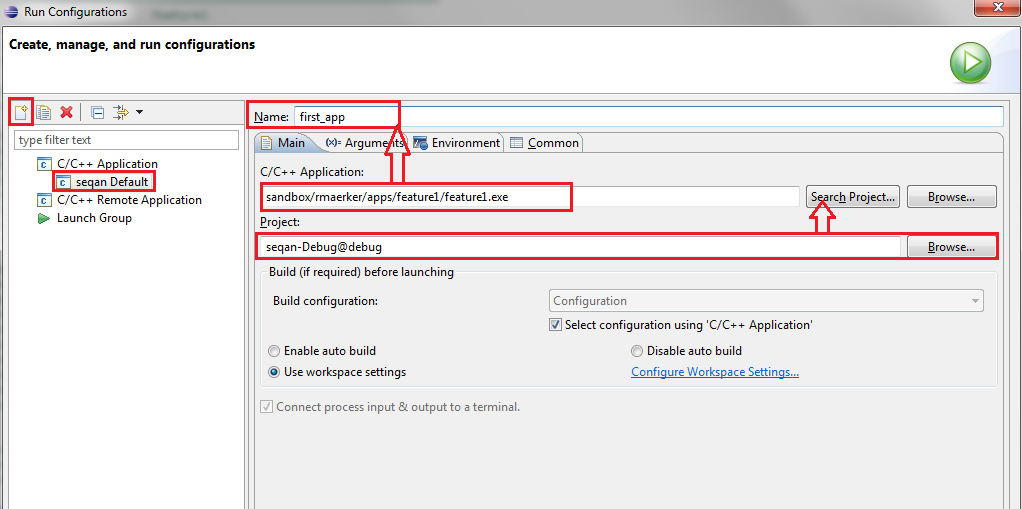 Run Configurations
Create, manage, and run configurations
type filter text
C/C++ Application
seqan Default
C/C++ Remote Application
Launch Group
Name: first_app
Main (x)= Arguments Environment Common
C/C++ Application:
sandbox/rmaerker/apps/feature1/feature1.exe Search Project... Browse...
Project:
seqan-Debug@debug Browse...
Build (if required) before launching
Build configuration: Configuration
Select configuration using 'C/C++ Application'
Enable auto build Disable auto build
Use workspace settings Configure Workspace Settings...
Connect process input & output to a terminal.